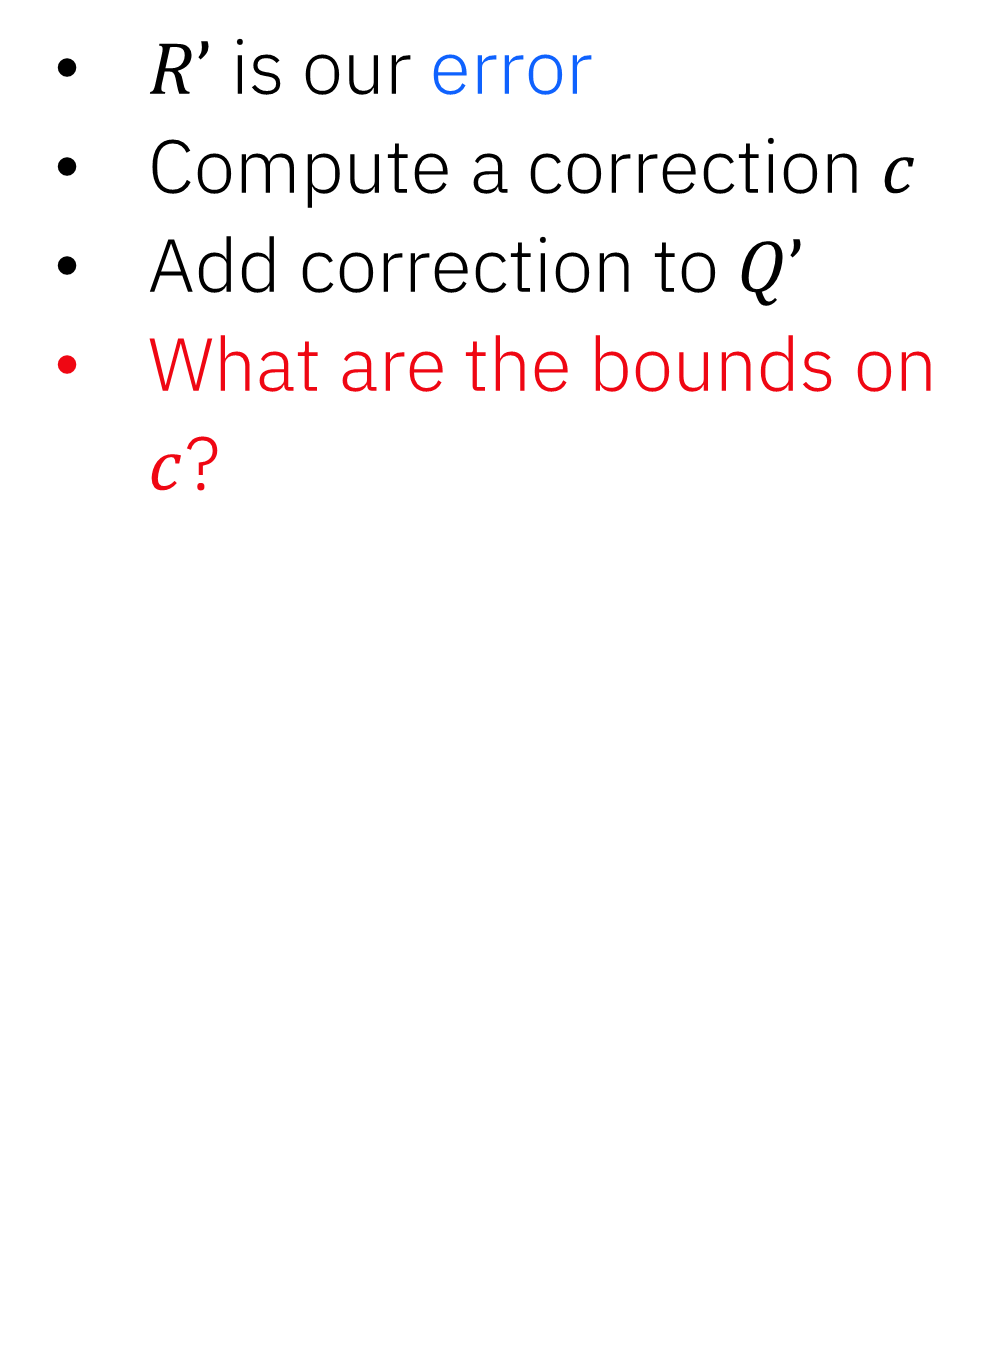 • R’ is our error
• Compute a correction c
• Add correction to Q’
• What are the bounds on
c?